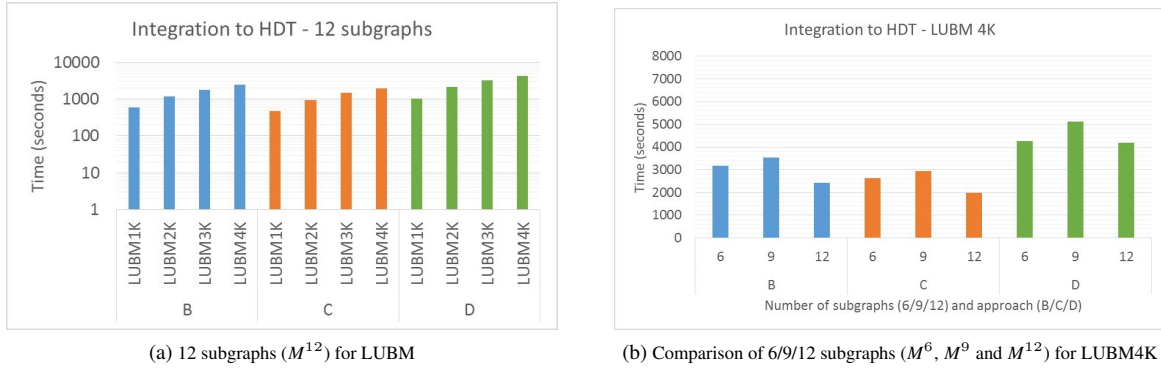 Integration to HDT - 12 subgraphs
Time (seconds)
10000
1000
100
10
1
LUBM1K
LUBM2K
LUBM3K
LUBM4K
LUBM1K
LUBM2K
LUBM3K
LUBM4K
LUBM1K
LUBM2K
LUBM3K
LUBM4K
B C D
(a) 12 subgraphs (M¹²) for LUBM
Integration to HDT - LUBM 4K
Time (seconds)
8000
7000
6000
5000
4000
3000
2000
1000
0
6 9 12 6 9 12 6 9 12
B C D
Number of subgraphs (6/9/12) and approach (B/C/D)
(b) Comparison of 6/9/12 subgraphs (M⁶, M⁹ and M¹²) for LUBM4K